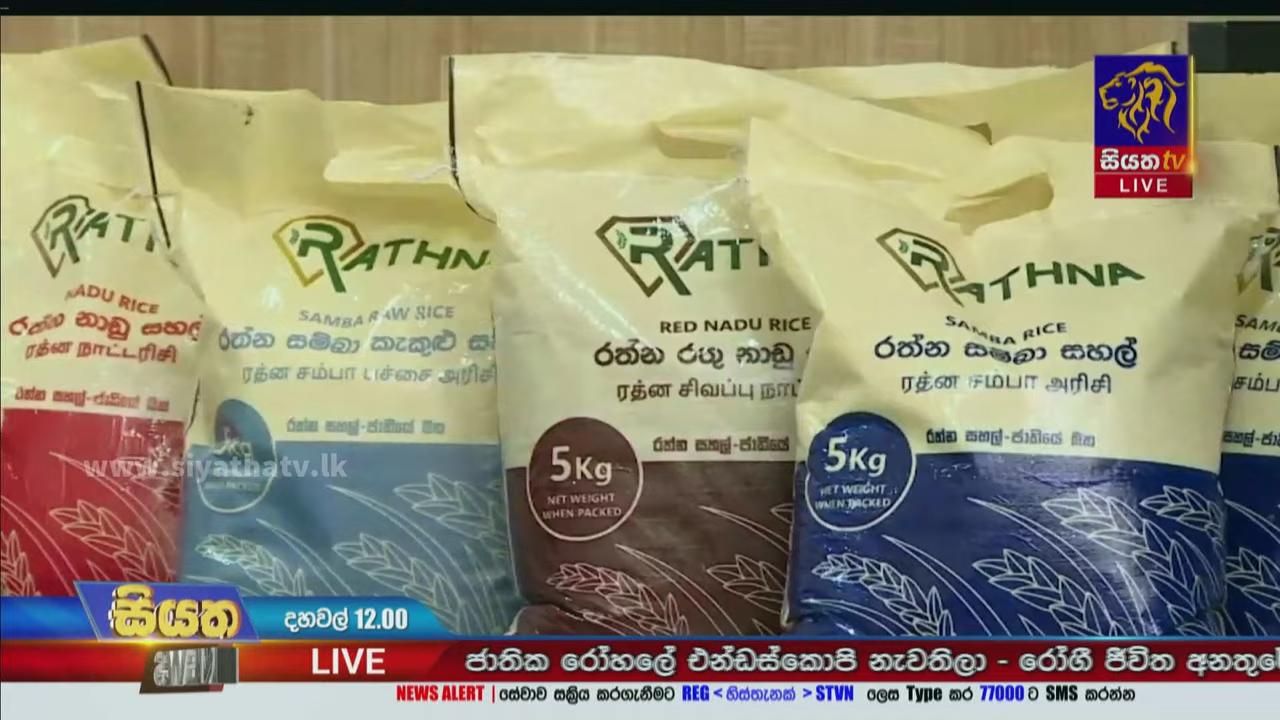 සියත tv
LIVE
RATHNA
NADU RICE
රත්න නාඩු සහල්
ரத்ன நாட்டரிசி
RATHNA
SAMBA RAW RICE
රත්න සම්බා කැකුළු
ரத்ன சம்பா பச்சை அரிசி
රත්න සහල්-ජාතියේ බත
RED NADU RICE
රත්න රතු නාඩු
ரத்ன சிவப்பு
රත්න සහල්-ජාතියේ
5Kg
NET WEIGHT
WHEN PACKED
RATHNA
SAMBA RICE
රත්න සම්බා සහල්
ரத்ன சம்பா அரிசி
රත්න සහල්-ජාතියේ බත
5Kg
NET WEIGHT
WHEN PACKED
www.siyathatv.lk
සියත
දහවල් 12.00
LIVE
ජාතික රෝහලේ එන්ඩස්කොපි නැවතිලා - රෝගී ජීවිත
NEWS ALERT | සේවාව සක්‍රිය කරගැනීමට REG < හිස්තැනක් > STVN ලෙස Type කර 77000 ට SMS කරන්න